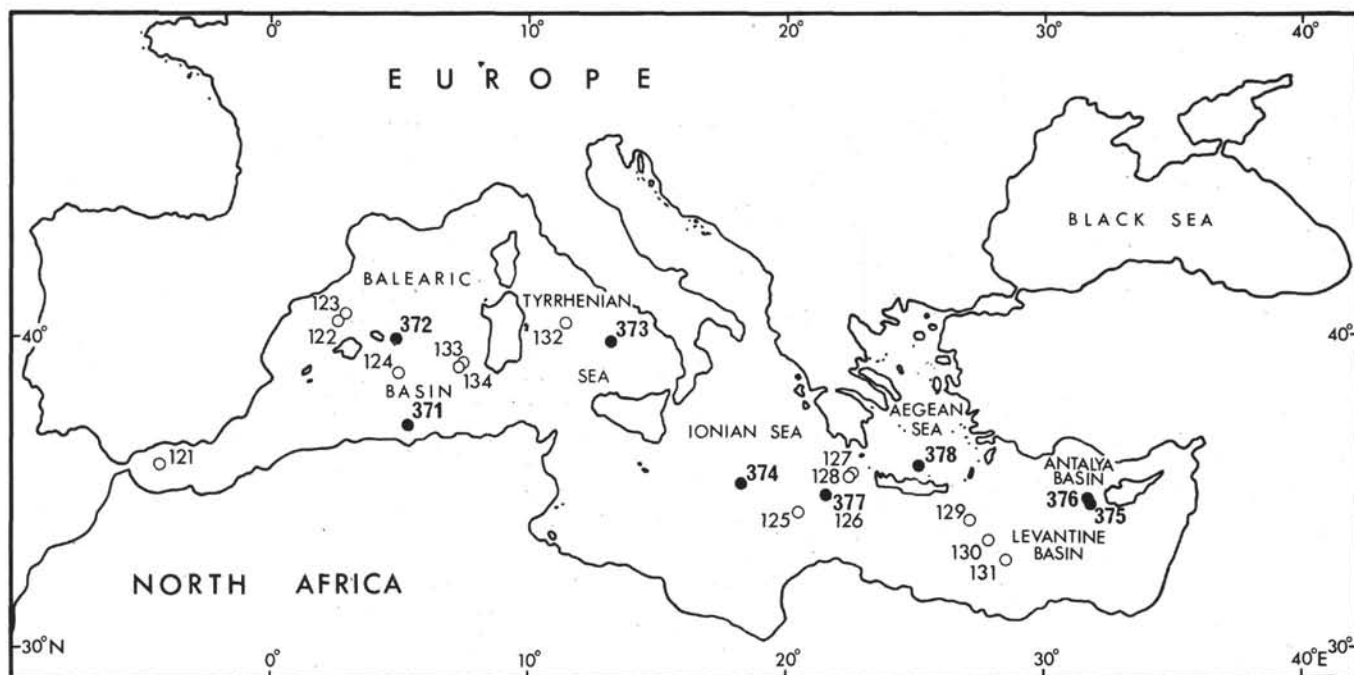 0° 10° 20° 30° 40°
EUROPE
BLACK SEA
BALEARIC
TYRRHENIAN
123
122
372
132
373
40° 40°
124
133
134
BASIN
SEA
371
AEGEAN
SEA
IONIAN SEA
121
127
128
378
ANTALYA
BASIN
374
377
376
375
125
126
129
130
LEVANTINE
BASIN
131
NORTH AFRICA
30°N 30°
0° 10° 20° 30° 40°E